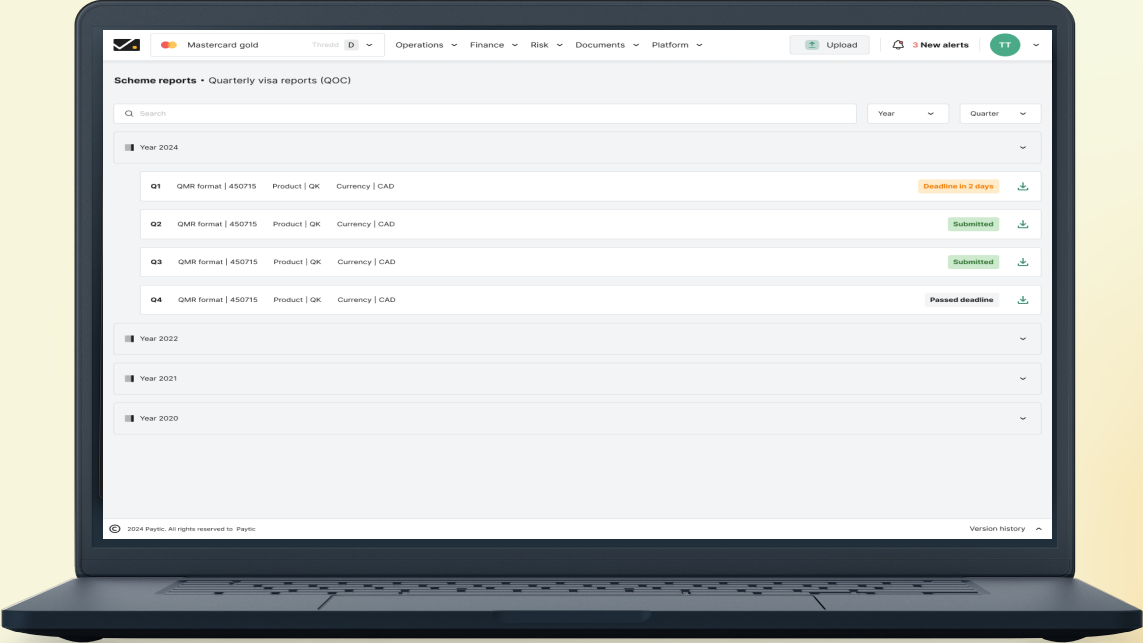 Mastercard gold Thredd D Operations Finance Risk Documents Platform Upload 3 New alerts TT
Scheme reports • Quarterly visa reports (QOC)
Search Year Quarter
Year 2024
Q1 QMR format | 450715 Product | QK Currency | CAD Deadline in 2 days
Q2 QMR format | 450715 Product | QK Currency | CAD Submitted
Q3 QMR format | 450715 Product | QK Currency | CAD Submitted
Q4 QMR format | 450715 Product | QK Currency | CAD Passed deadline
Year 2022
Year 2021
Year 2020
© 2024 Paytic. All rights reserved to Paytic Version history